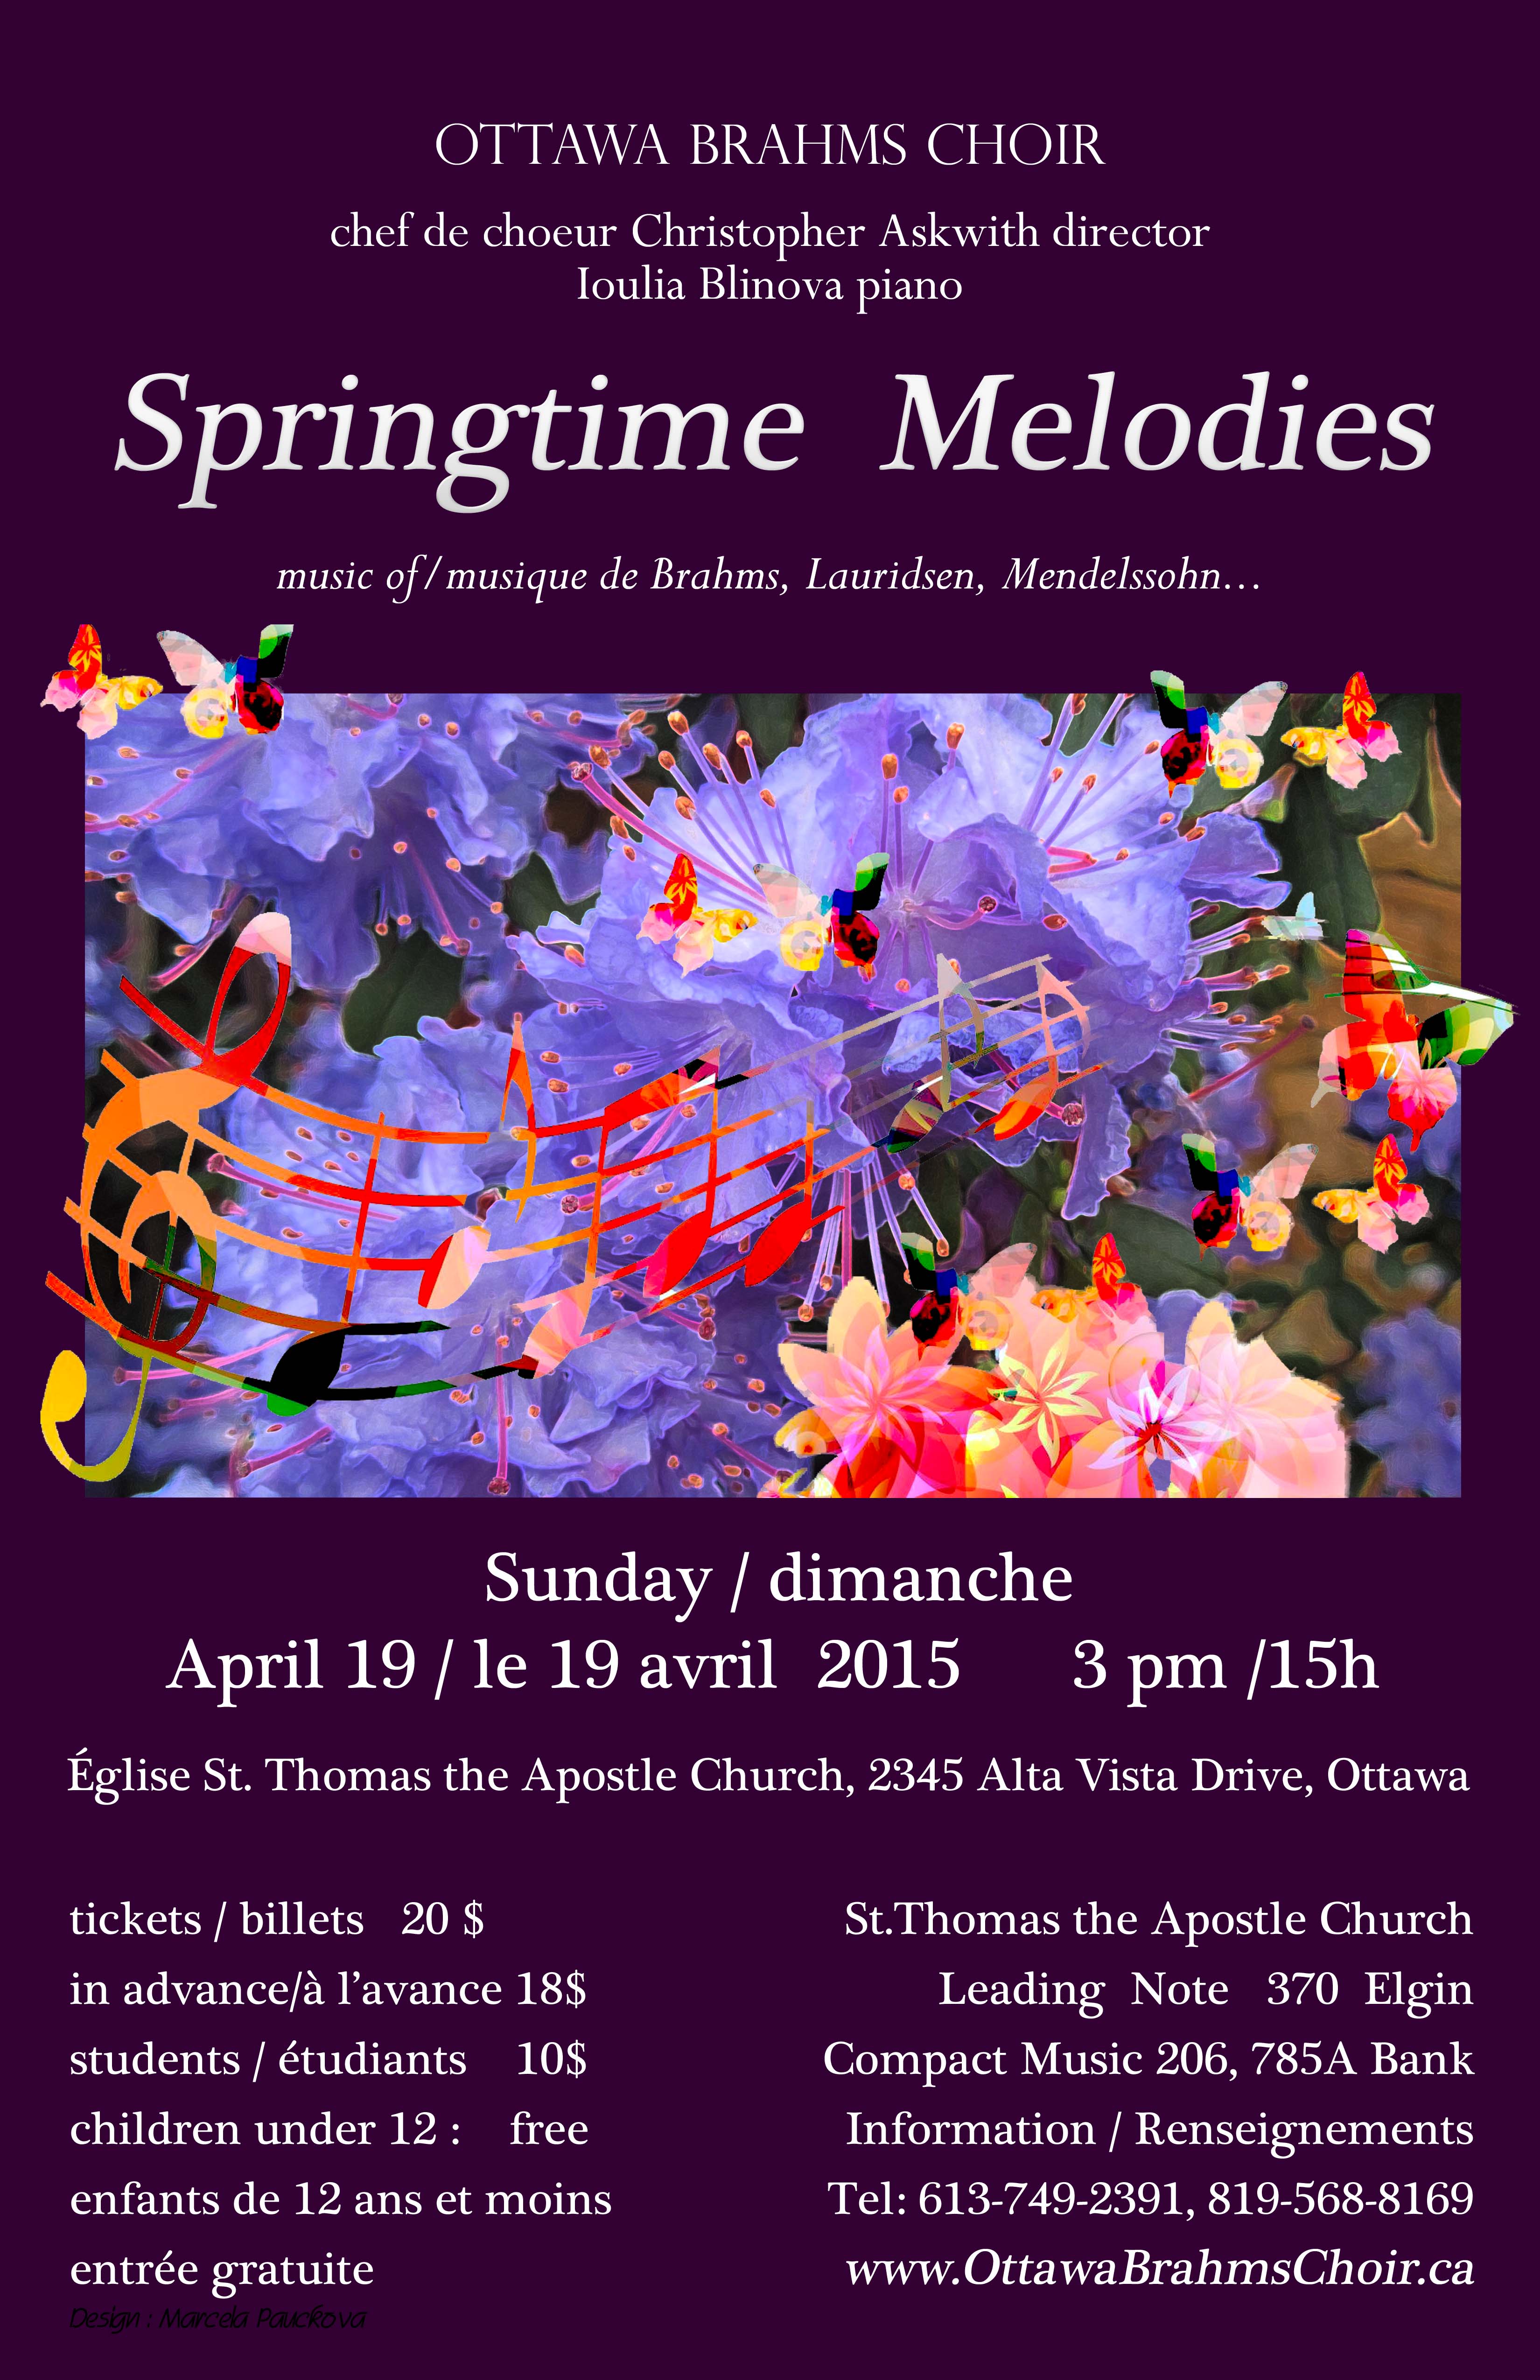 OTTAWA BRAHMS CHOIR
chef de choeur Christopher Askwith director
Ioulia Blinova piano
Springtime Melodies
music of / musique de Brahms, Lauridsen, Mendelssohn...
Sunday / dimanche
April 19 / le 19 avril 2015 3 pm /15h
Église St. Thomas the Apostle Church, 2345 Alta Vista Drive, Ottawa
tickets / billets 20 $
in advance/à l’avance 18$
students / étudiants 10$
children under 12 : free
enfants de 12 ans et moins
entrée gratuite
Design : Marcela Pauckova
St.Thomas the Apostle Church
Leading Note 370 Elgin
Compact Music 206, 785A Bank
Information / Renseignements
Tel: 613-749-2391, 819-568-8169
www.OttawaBrahmsChoir.ca